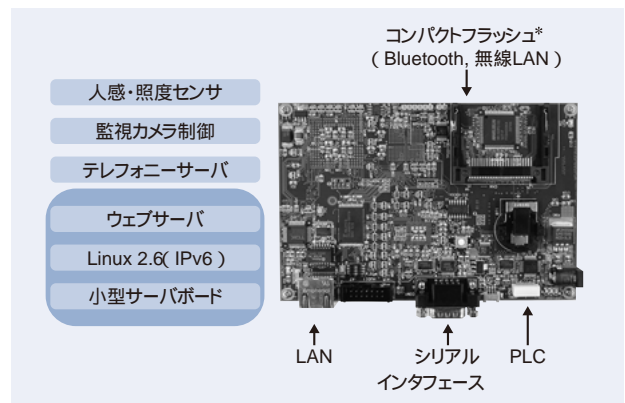 コンパクトフラッシュ*
（Bluetooth, 無線LAN）
人感・照度センサ
監視カメラ制御
テレフォニーサーバ
ウェブサーバ
Linux 2.6（IPv6）
小型サーバボード
LAN
シリアル
インタフェース
PLC